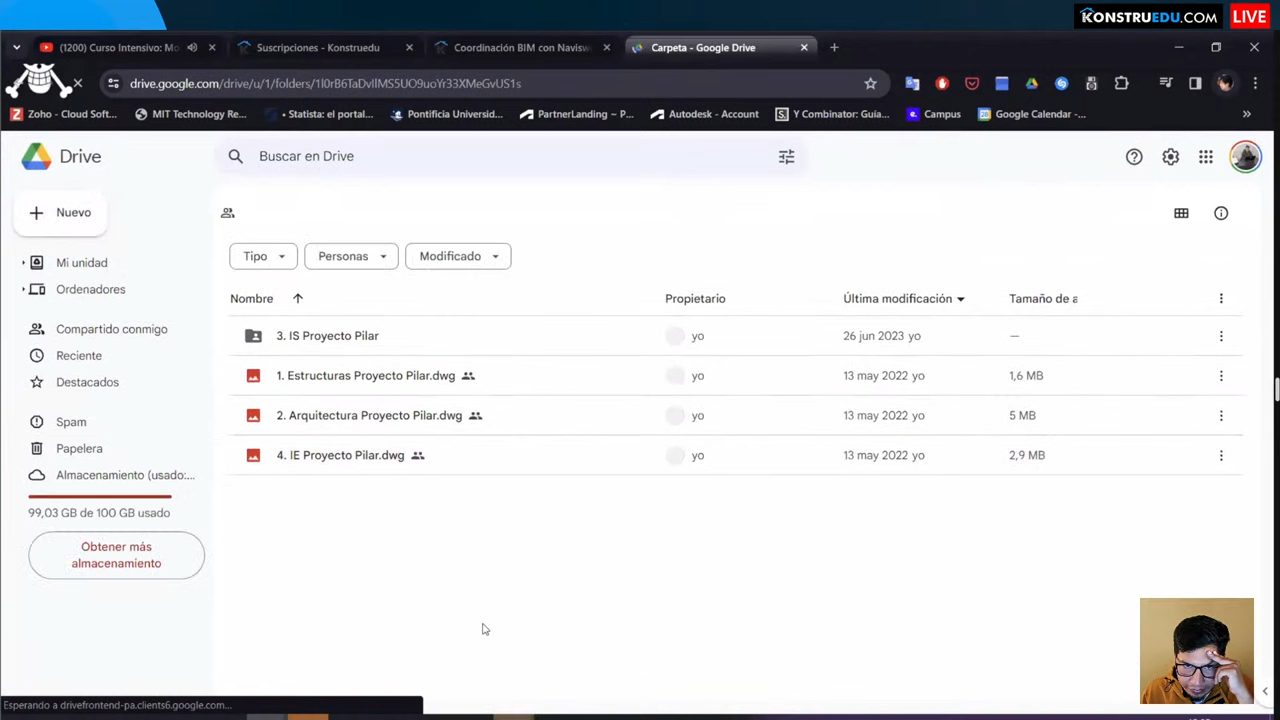 KONSTRUEDU.COM LIVE
(1200) Curso Intensivo: Mo
Suscripciones - Konstruedu
Coordinación BIM con Navisw
Carpeta - Google Drive
drive.google.com/drive/u/1/folders/1l0rB6TaDvllMS5UO9uoYr33XMeGvUS1s
Zoho - Cloud Soft... MIT Technology Re... • Statista: el portal... Pontificia Universid... PartnerLanding – P... Autodesk - Account Y Combinator: Guía... Campus Google Calendar -...
Drive
Buscar en Drive
Nuevo
Mi unidad
Ordenadores
Compartido conmigo
Reciente
Destacados
Spam
Papelera
Almacenamiento (usado:...
99,03 GB de 100 GB usado
Obtener más
almacenamiento
Tipo Personas Modificado
Nombre Propietario Última modificación Tamaño de a
3. IS Proyecto Pilar yo 26 jun 2023 yo —
1. Estructuras Proyecto Pilar.dwg yo 13 may 2022 yo 1,6 MB
2. Arquitectura Proyecto Pilar.dwg yo 13 may 2022 yo 5 MB
4. IE Proyecto Pilar.dwg yo 13 may 2022 yo 2,9 MB
Esperando a drivefrontend-pa.clients6.google.com...